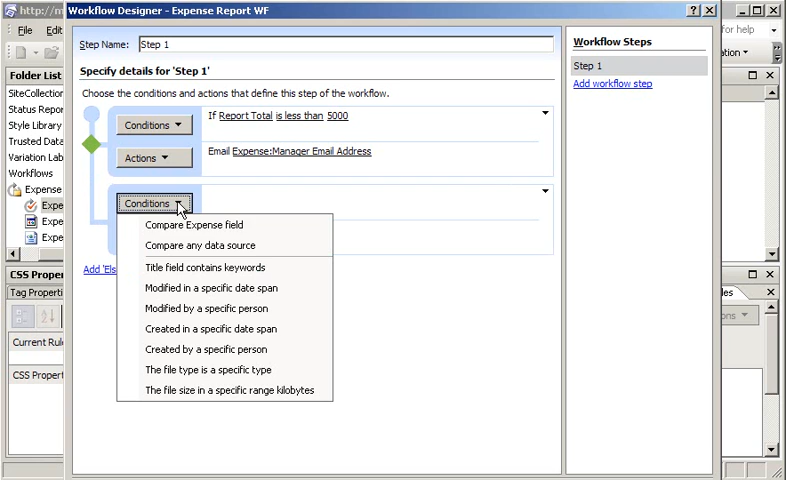 http://m
Workflow Designer - Expense Report WF
File
Edit
for help
Folder List
SiteCollection
Status Report
Style Library
Trusted Data
Variation Lab
Workflows
Expense
Expe
Expe
Expe
CSS Proper
Tag Properti
Current Rul
CSS Propert
Step Name: Step 1
Specify details for 'Step 1'
Choose the conditions and actions that define this step of the workflow.
Conditions
If Report Total is less than 5000
Actions
Email Expense:Manager Email Address
Conditions
Add 'Els
Compare Expense field
Compare any data source
Title field contains keywords
Modified in a specific date span
Modified by a specific person
Created in a specific date span
Created by a specific person
The file type is a specific type
The file size in a specific range kilobytes
Workflow Steps
Step 1
Add workflow step
ation
les
ons